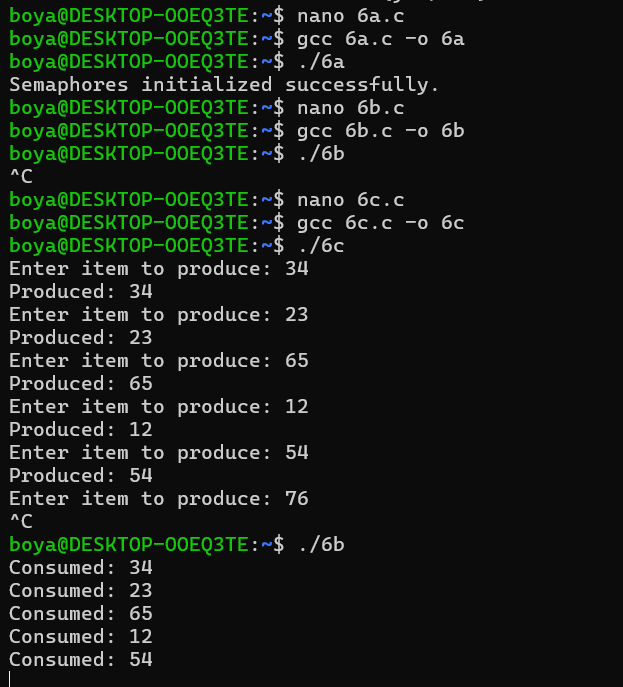 boya@DESKTOP-OOEQ3TE:~$ nano 6a.c
boya@DESKTOP-OOEQ3TE:~$ gcc 6a.c -o 6a
boya@DESKTOP-OOEQ3TE:~$ ./6a
Semaphores initialized successfully.
boya@DESKTOP-OOEQ3TE:~$ nano 6b.c
boya@DESKTOP-OOEQ3TE:~$ gcc 6b.c -o 6b
boya@DESKTOP-OOEQ3TE:~$ ./6b
^C
boya@DESKTOP-OOEQ3TE:~$ nano 6c.c
boya@DESKTOP-OOEQ3TE:~$ gcc 6c.c -o 6c
boya@DESKTOP-OOEQ3TE:~$ ./6c
Enter item to produce: 34
Produced: 34
Enter item to produce: 23
Produced: 23
Enter item to produce: 65
Produced: 65
Enter item to produce: 12
Produced: 12
Enter item to produce: 54
Produced: 54
Enter item to produce: 76
^C
boya@DESKTOP-OOEQ3TE:~$ ./6b
Consumed: 34
Consumed: 23
Consumed: 65
Consumed: 12
Consumed: 54